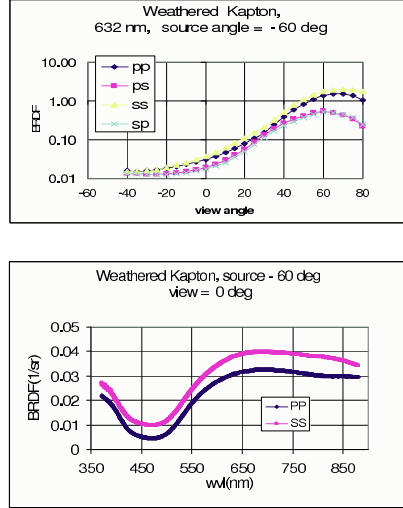 Weathered Kapton,
632 nm, source angle = -60 deg
BRDF
10.00
1.00
0.10
0.01
pp
ps
ss
sp
-60 -40 -20 0 20 40 60 80
view angle
Weathered Kapton, source - 60 deg
view = 0 deg
BRDF(1/sr)
0.05
0.04
0.03
0.02
0.01
0
PP
SS
350 450 550 650 750 850
wvl(nm)